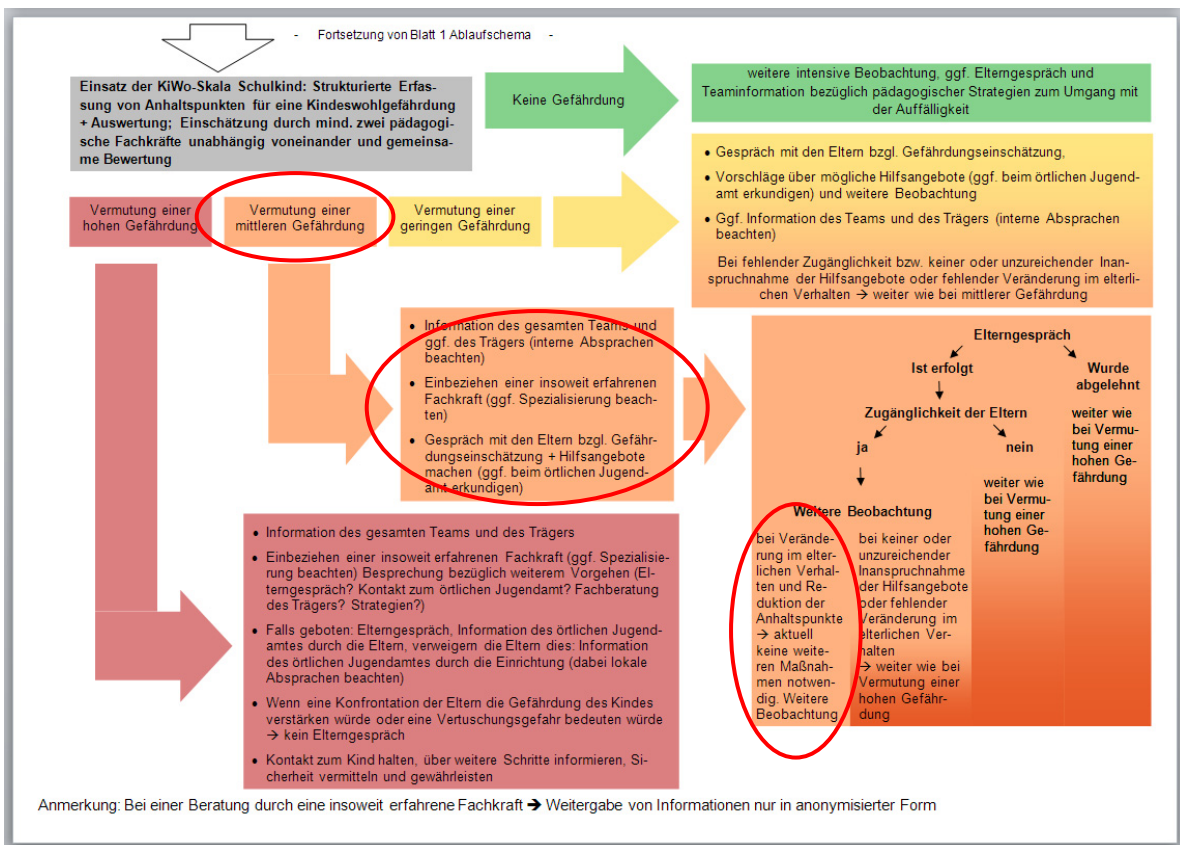 - Fortsetzung von Blatt 1 Ablaufschema -
Einsatz der KiWo-Skala Schulkind: Strukturierte Erfas-
sung von Anhaltspunkten für eine Kindeswohlgefährdung
+ Auswertung; Einschätzung durch mind. zwei pädagogi-
sche Fachkräfte unabhängig voneinander und gemeinsa-
me Bewertung
Keine Gefährdung
weitere intensive Beobachtung, ggf. Elterngespräch und
Teaminformation bezüglich pädagogischer Strategien zum Umgang mit
der Auffälligkeit
Vermutung einer
hohen Gefährdung
Vermutung einer
mittleren Gefährdung
Vermutung einer
geringen Gefährdung
• Gespräch mit den Eltern bzgl. Gefährdungseinschätzung,
• Vorschläge über mögliche Hilfsangebote (ggf. beim örtlichen Jugend-
amt erkundigen) und weitere Beobachtung
• Ggf. Information des Teams und des Trägers (interne Absprachen
beachten)
Bei fehlender Zugänglichkeit bzw. keiner oder unzureichender Inan-
spruchnahme der Hilfsangebote oder fehlender Veränderung im elterli-
chen Verhalten → weiter wie bei mittlerer Gefährdung
• Information des gesamten Teams und
ggf. des Trägers (interne Absprachen
beachten)
• Einbeziehen einer insoweit erfahrenen
Fachkraft (ggf. Spezialisierung beach-
ten)
• Gespräch mit den Eltern bzgl. Gefähr-
dungseinschätzung + Hilfsangebote
machen (ggf. beim örtlichen Jugend-
amt erkundigen)
Elterngespräch
Ist erfolgt
Wurde
abgelehnt
Zugänglichkeit der Eltern
weiter wie
bei Vermu-
tung einer
hohen Ge-
fährdung
ja
nein
weiter wie
bei Vermu-
tung einer
hohen Ge-
fährdung
Weitere Beobachtung
bei Verände-
rung im elter-
lichen Verhal-
ten und Re-
duktion der
Anhaltspunkte
→ aktuell
keine weite-
ren Maßnah-
men notwen-
dig. Weitere
Beobachtung
bei keiner oder
unzureichender
Inanspruchnahme
der Hilfsangebote
oder fehlender
Veränderung im
elterlichen Ver-
halten
→ weiter wie bei
Vermutung einer
hohen Gefähr-
dung
• Information des gesamten Teams und des Trägers
• Einbeziehen einer insoweit erfahrenen Fachkraft (ggf. Spezialisie-
rung beachten) Besprechung bezüglich weiterem Vorgehen (El-
terngespräch? Kontakt zum örtlichen Jugendamt? Fachberatung
des Trägers? Strategien?)
• Falls geboten: Elterngespräch, Information des örtlichen Jugend-
amtes durch die Eltern, verweigern die Eltern dies: Information
des örtlichen Jugendamtes durch die Einrichtung (dabei lokale
Absprachen beachten)
• Wenn eine Konfrontation der Eltern die Gefährdung des Kindes
verstärken würde oder eine Vertuschungsgefahr bedeuten würde
→ kein Elterngespräch
• Kontakt zum Kind halten, über weitere Schritte informieren, Si-
cherheit vermitteln und gewährleisten
Anmerkung: Bei einer Beratung durch eine insoweit erfahrene Fachkraft ➔ Weitergabe von Informationen nur in anonymisierter Form